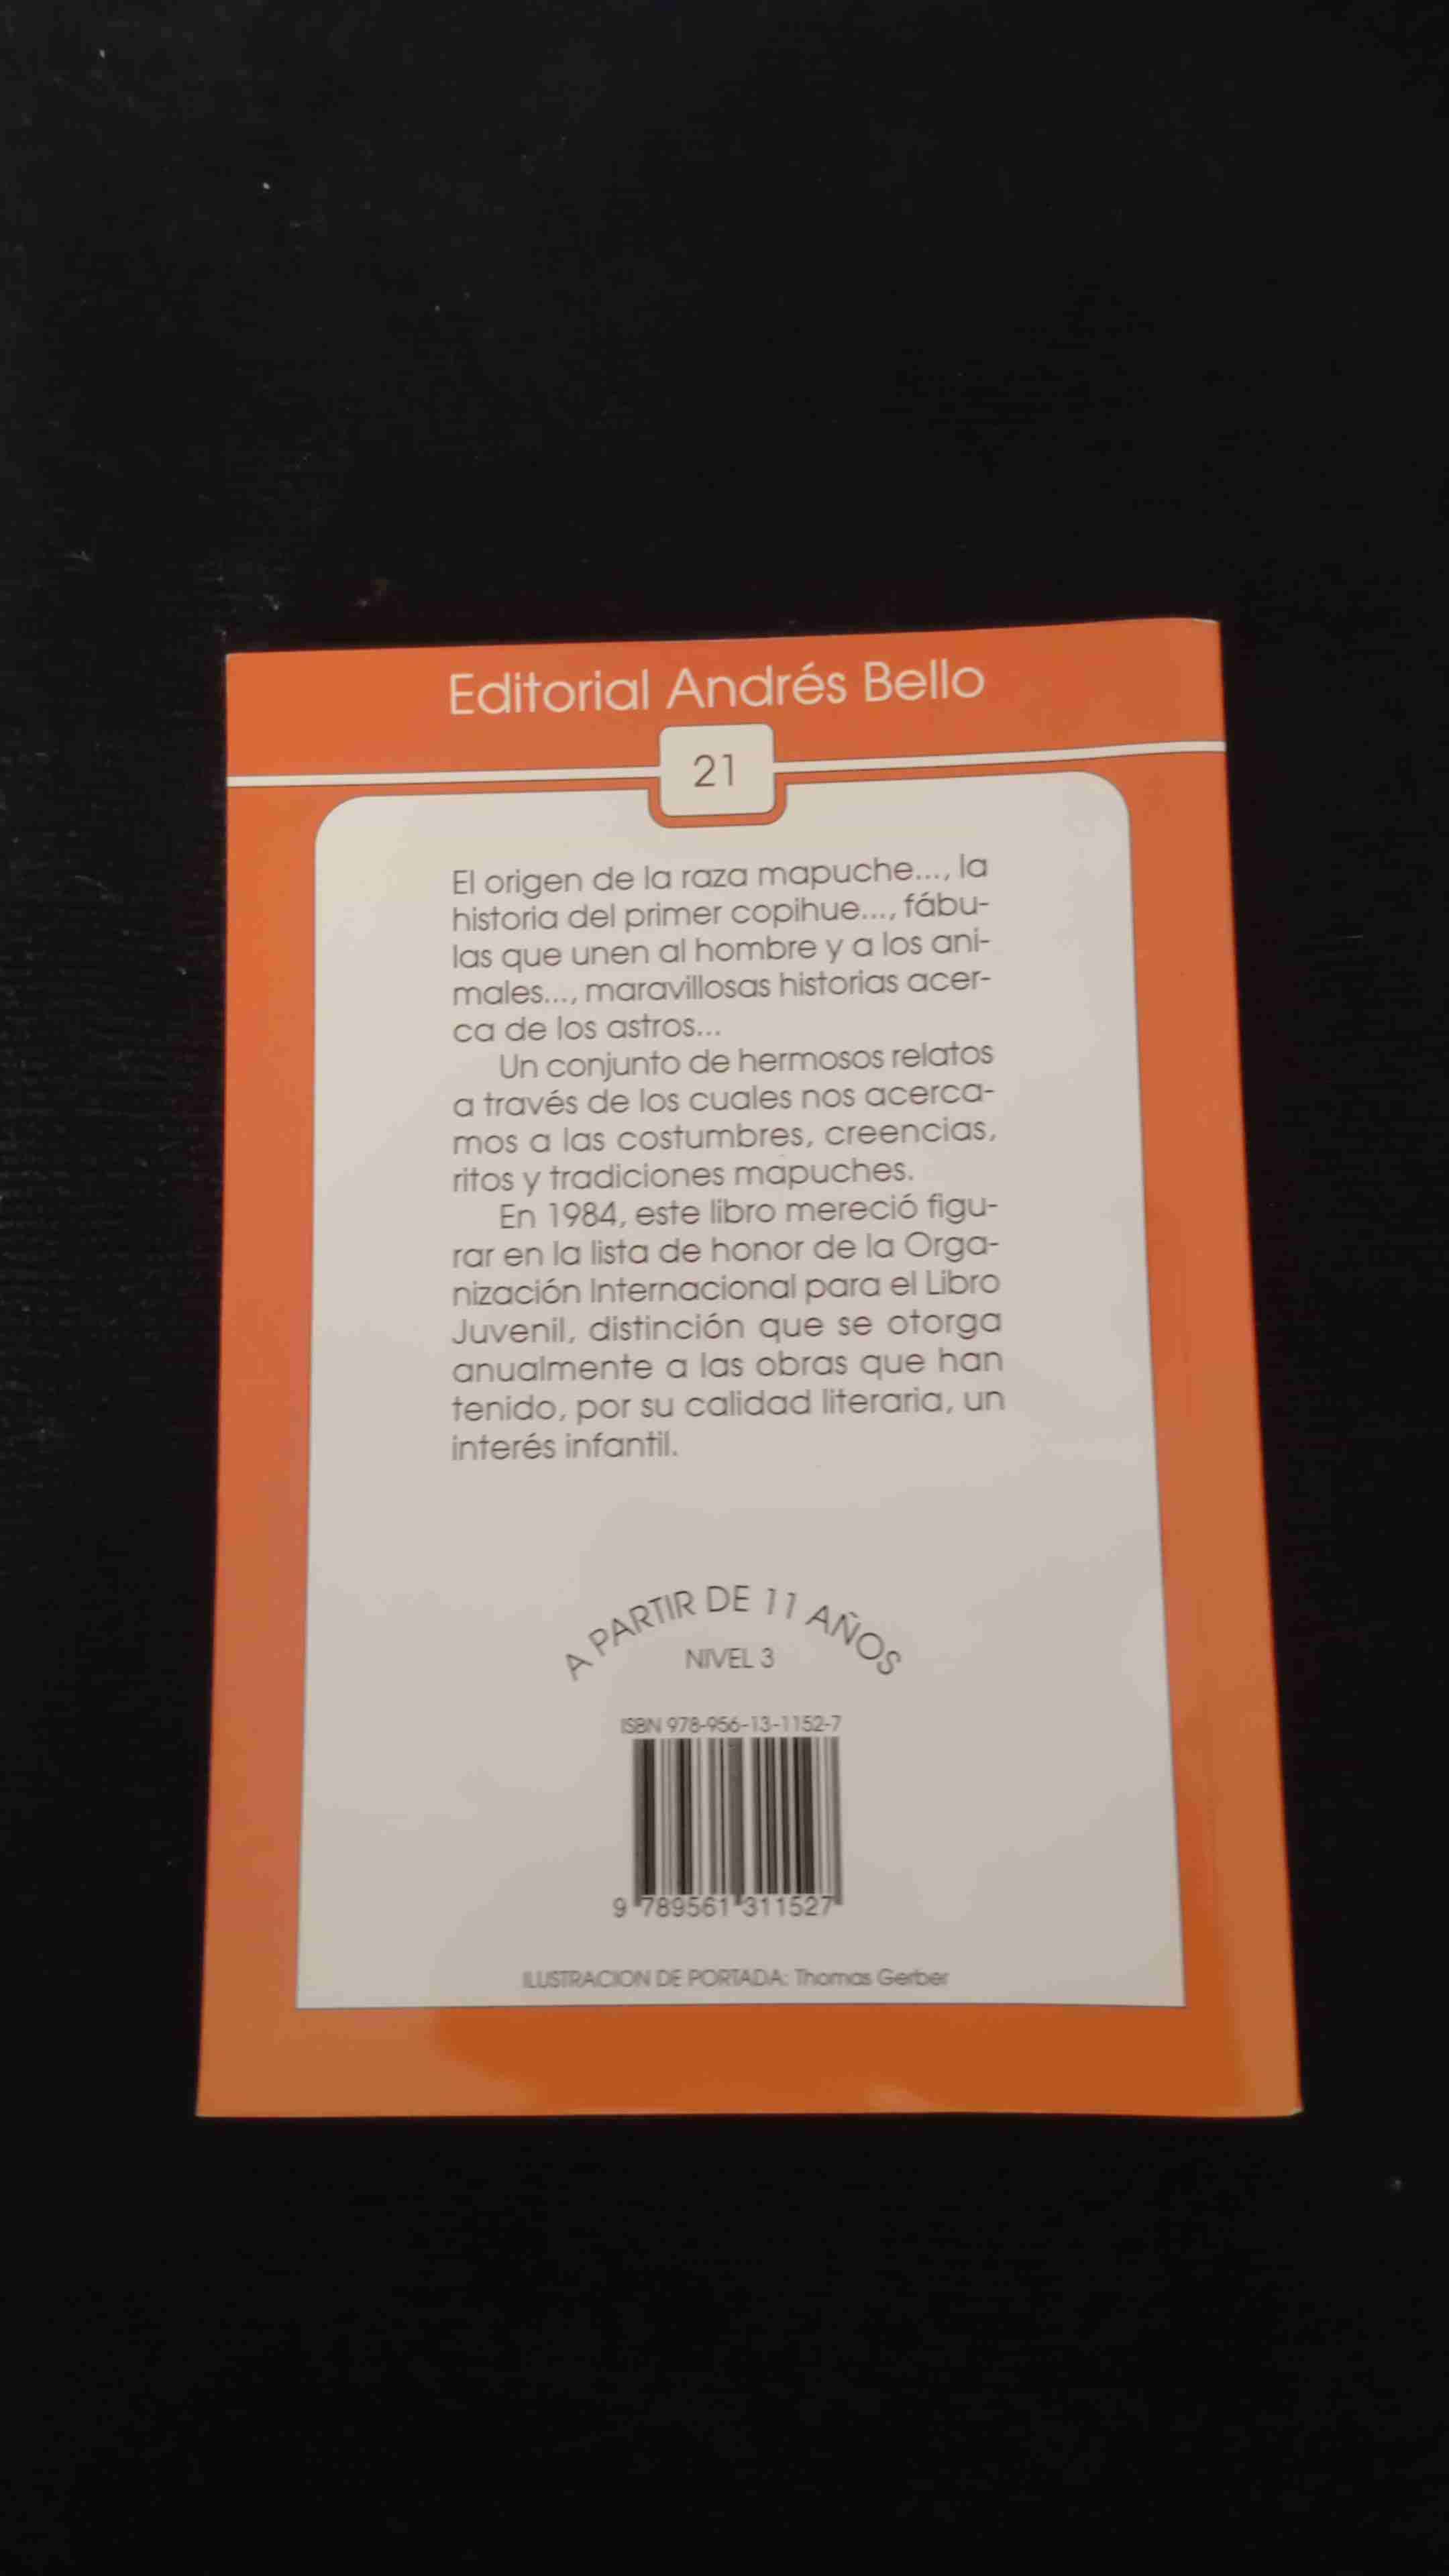 Editorial Andrés Bello
21
El origen de la raza mapuche..., la
historia del primer copihue..., fábu-
las que unen al hombre y a los ani-
males..., maravillosas historias acer-
ca de los astros...
Un conjunto de hermosos relatos
a través de los cuales nos acerca-
mos a las costumbres, creencias,
ritos y tradiciones mapuches.
En 1984, este libro mereció figu-
rar en la lista de honor de la Orga-
nización Internacional para el Libro
Juvenil, distinción que se otorga
anualmente a las obras que han
tenido, por su calidad literaria, un
interés infantil.
A PARTIR DE 11 AÑOS
NIVEL 3
ISBN 978-956-13-1152-7
9 789561 311527
ILUSTRACION DE PORTADA: Thomas Gerber